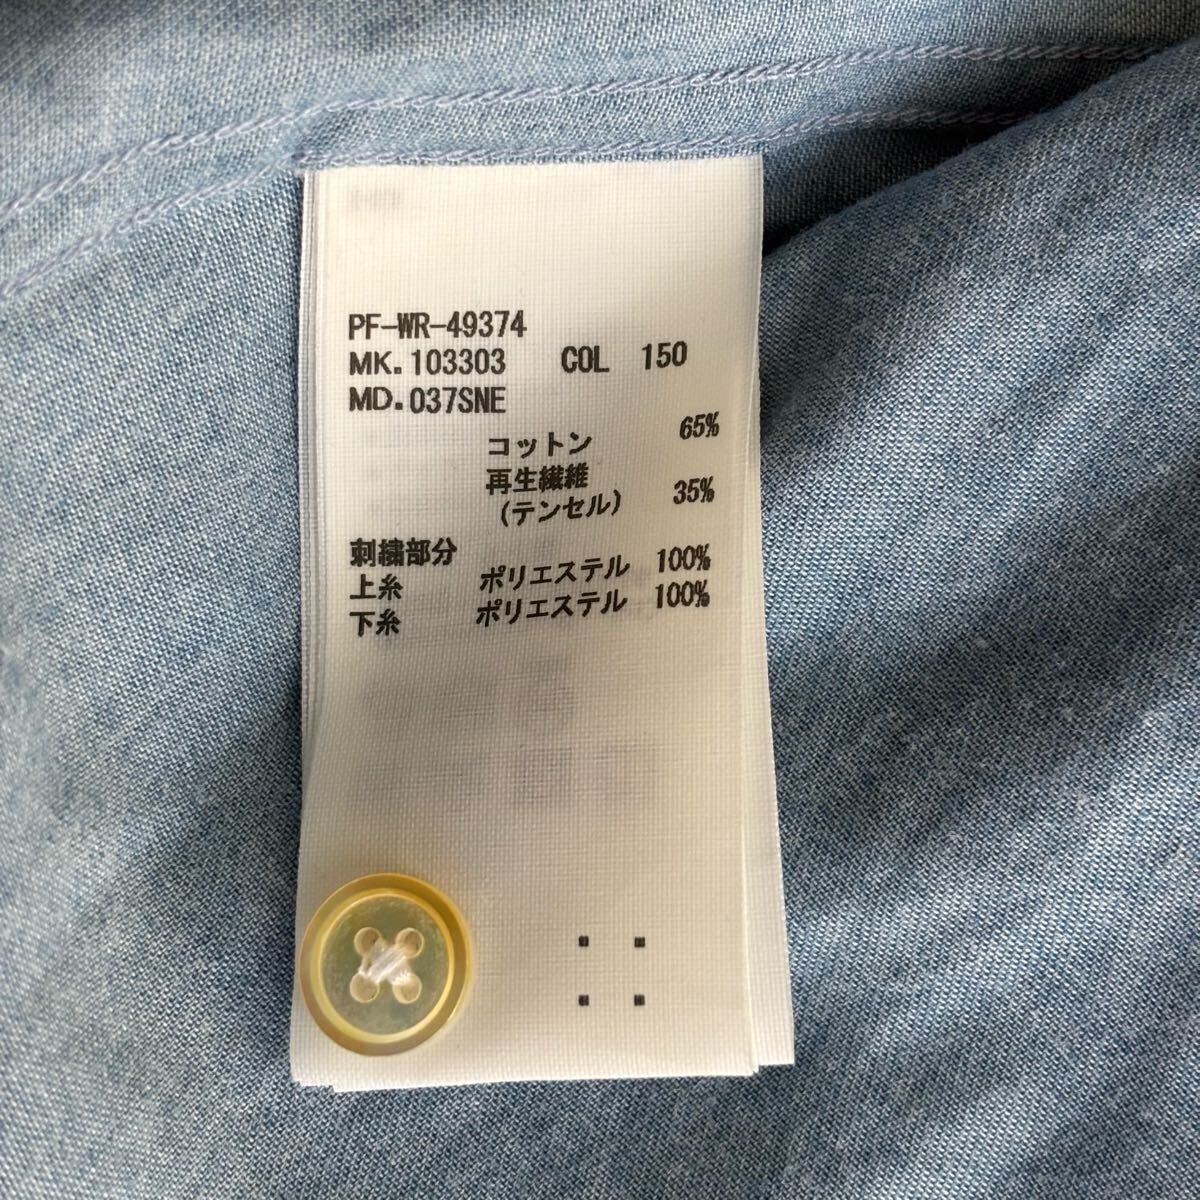 PF-WR-49374
MK.103303 COL 150
MD.037SNE
コットン 65%
再生繊維
(テンセル) 35%
刺繍部分
上糸 ポリエステル 100%
下糸 ポリエステル 100%